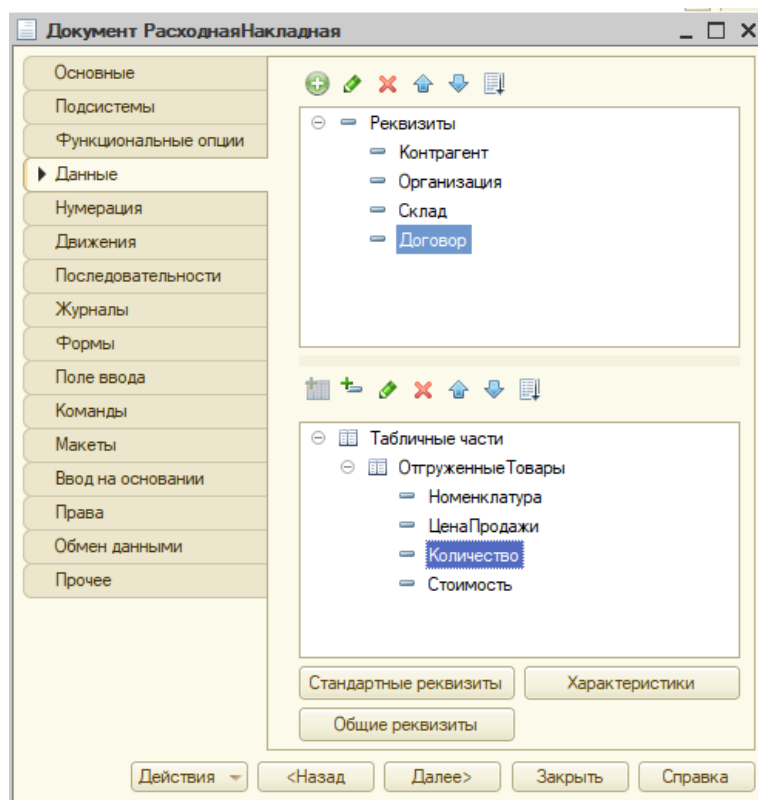 Документ РасходнаяНакладная
Основные
Подсистемы
Функциональные опции
Данные
Нумерация
Движения
Последовательности
Журналы
Формы
Поле ввода
Команды
Макеты
Ввод на основании
Права
Обмен данными
Прочее
Реквизиты
Контрагент
Организация
Склад
Договор
Табличные части
ОтгруженныеТовары
Номенклатура
ЦенаПродажи
Количество
Стоимость
Стандартные реквизиты
Характеристики
Общие реквизиты
Действия
<Назад
Далее>
Закрыть
Справка